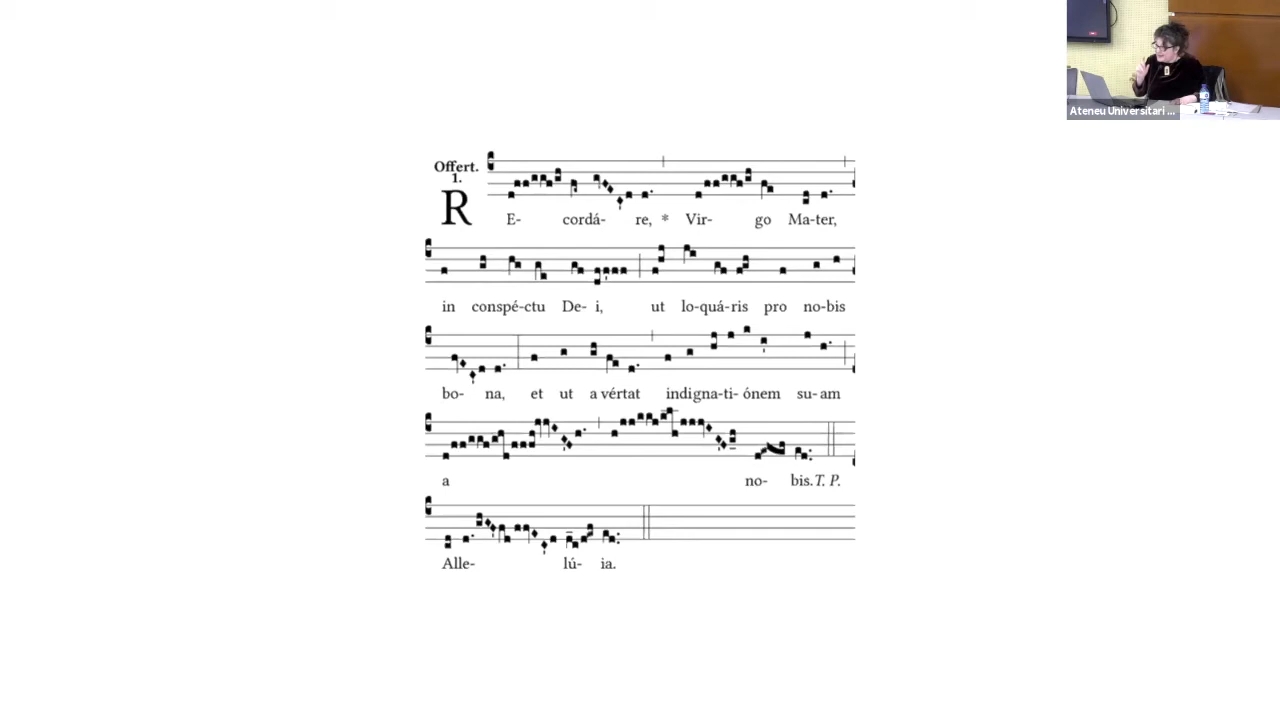 Ateneu Universitari ...
Offert.
1.
RE- cordá- re, * Vir- go Ma-ter,
in conspé-ctu De- i, ut lo-quá-ris pro no-bis
bo- na, et ut a vértat indigna-ti- ónem su-am
a no- bis. T. P.
Alle- lú- ia.